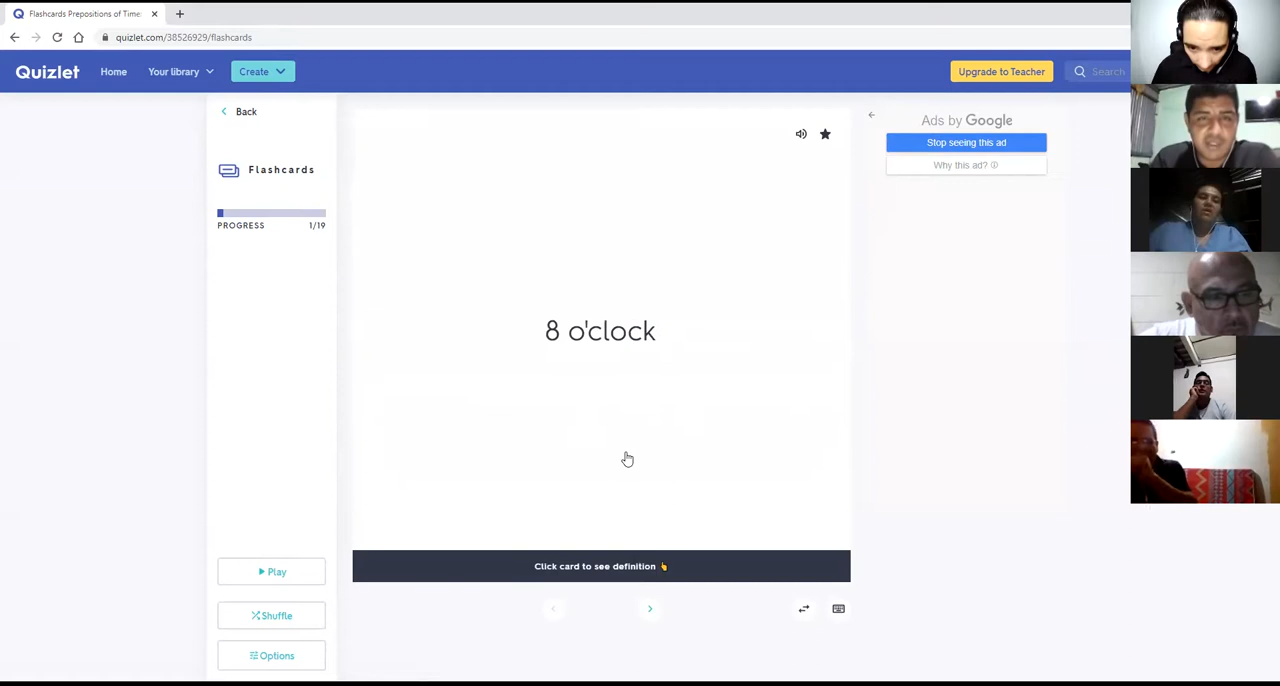 Flashcards Prepositions of Time
quizlet.com/38526929/flashcards
Quizlet
Home
Your library
Create
Upgrade to Teacher
Search
Back
Flashcards
PROGRESS 1/19
8 o'clock
Ads by Google
Stop seeing this ad
Why this ad?
Click card to see definition
Play
Shuffle
Options